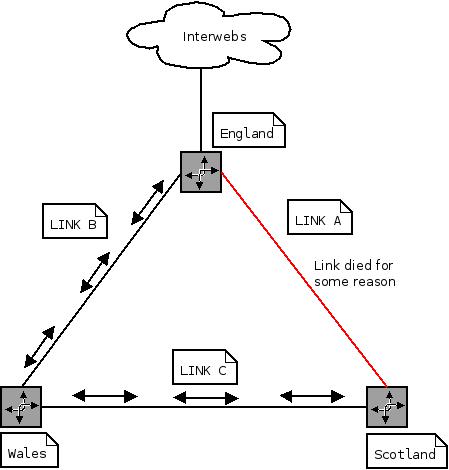 Interwebs
England
LINK B
LINK A
Link died for
some reason
LINK C
Wales
Scotland